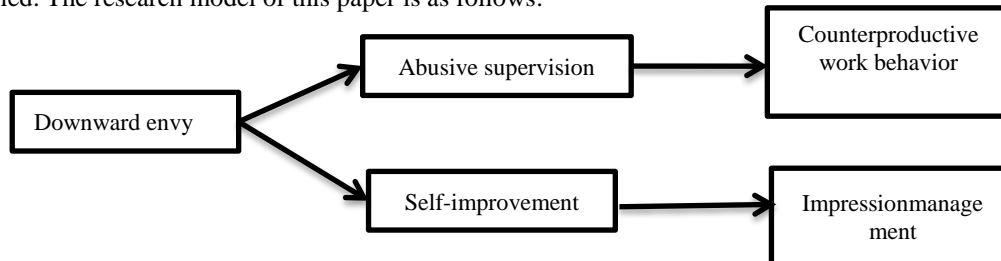 ned. The research model of this paper is as follows:
Counterproductive
work behavior
Abusive supervision
Downward envy
Self-improvement
Impressionmanage
ment